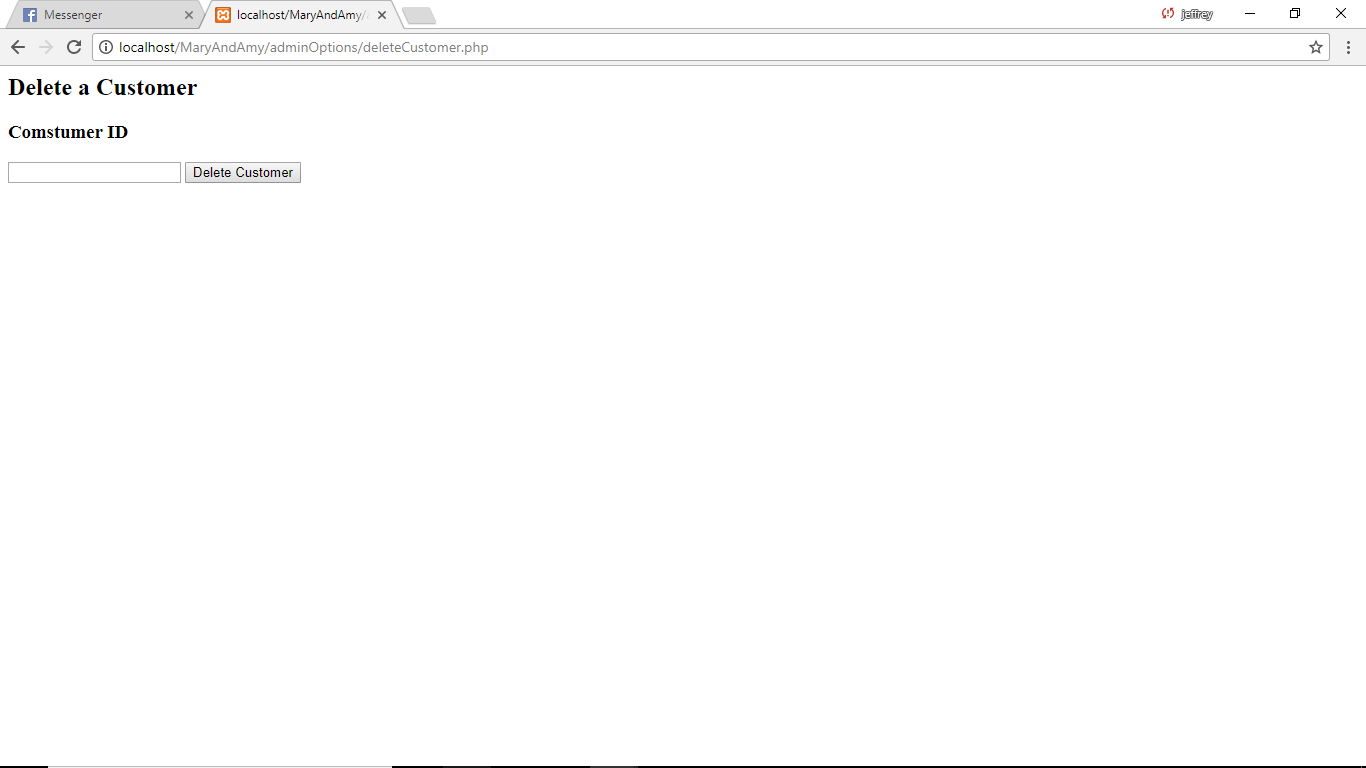 Messenger
localhost/MaryAndAmy/
jeffrey
localhost/MaryAndAmy/adminOptions/deleteCustomer.php
Delete a Customer
Comstumer ID
Delete Customer